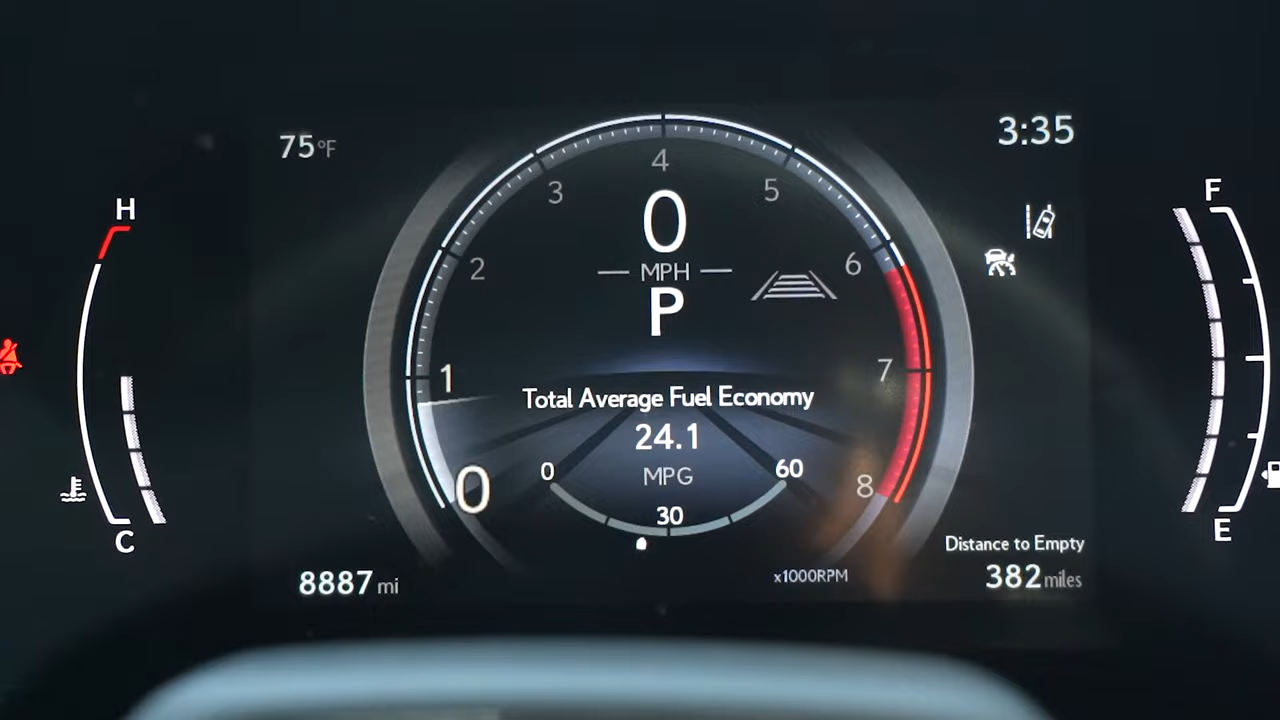 75°F
3:35
H
F
4
3
5
0
2
MPH
6
P
1
7
Total Average Fuel Economy
24.1
MPG
0
60
0
8
30
C
E
Distance to Empty
8887 mi
x1000RPM
382 miles